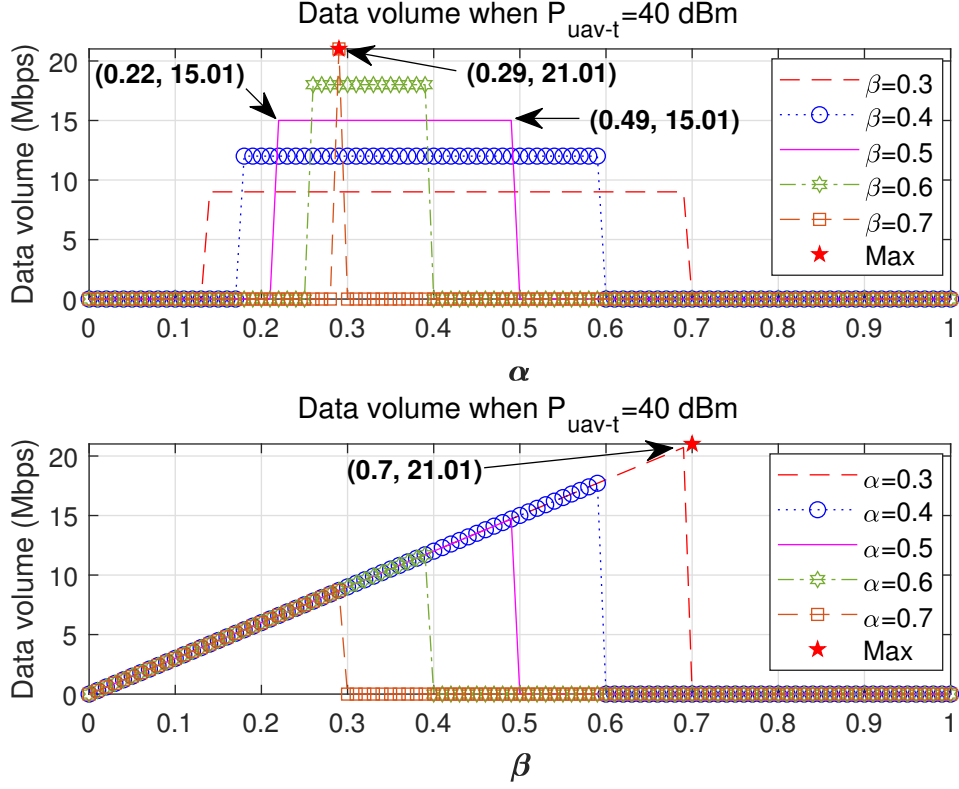 Data volume when P_uav-t=40 dBm
Data volume (Mbps)
20
15
10
5
0
(0.22, 15.01)
(0.29, 21.01)
(0.49, 15.01)
β=0.3
β=0.4
β=0.5
β=0.6
β=0.7
Max
0 0.1 0.2 0.3 0.4 0.5 0.6 0.7 0.8 0.9 1
α
Data volume when P_uav-t=40 dBm
Data volume (Mbps)
20
15
10
5
0
(0.7, 21.01)
α=0.3
α=0.4
α=0.5
α=0.6
α=0.7
Max
0 0.1 0.2 0.3 0.4 0.5 0.6 0.7 0.8 0.9 1
β